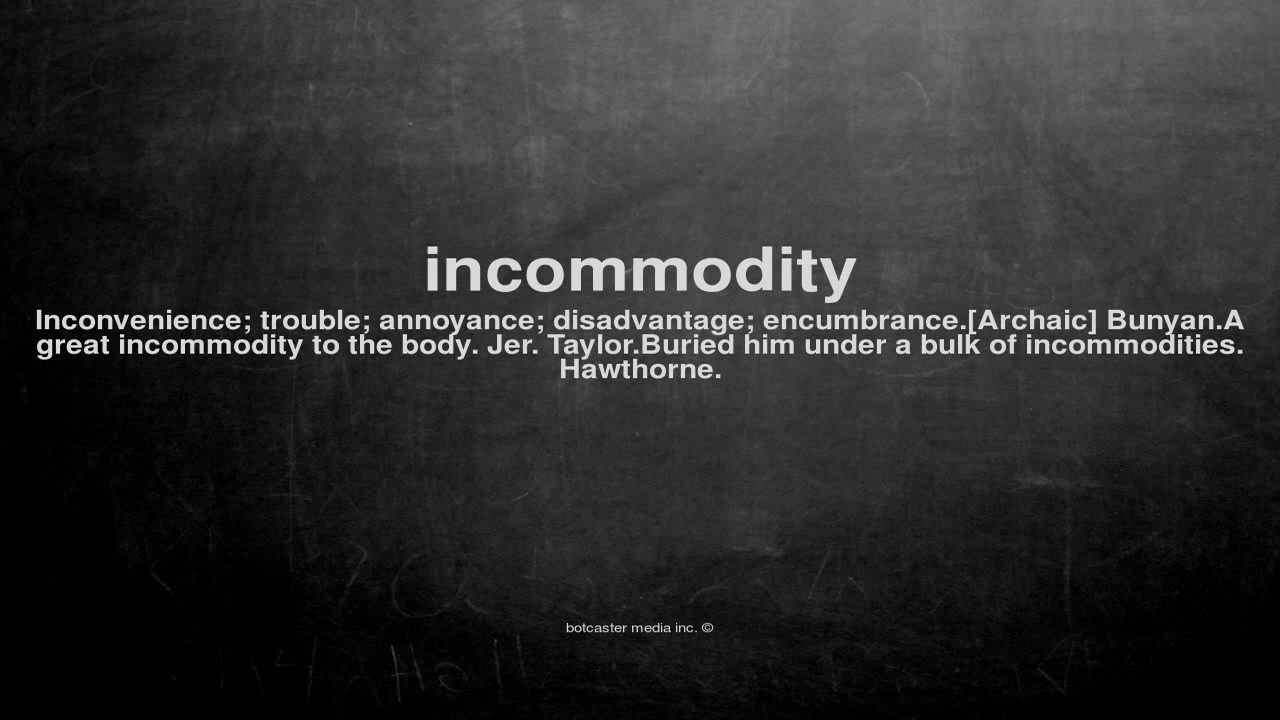 incommodity
Inconvenience; trouble; annoyance; disadvantage; encumbrance.[Archaic] Bunyan.A
great incommodity to the body. Jer. Taylor.Buried him under a bulk of incommodities.
Hawthorne.
botcaster media inc. ©